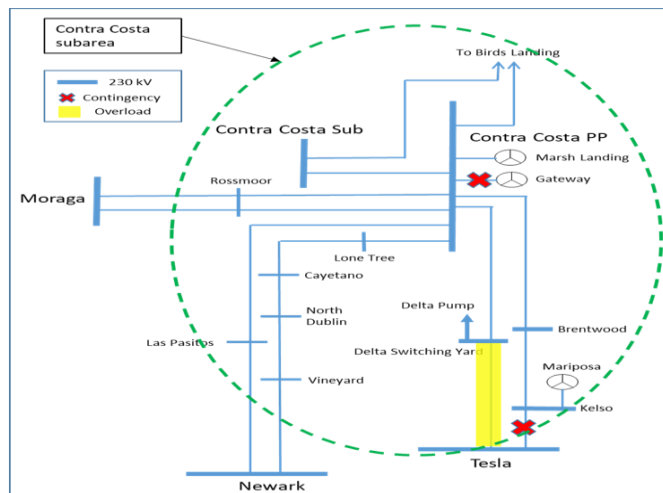 Contra Costa
subarea
To Birds Landing
230 kV
Contingency
Overload
Contra Costa Sub
Contra Costa PP
Marsh Landing
Rossmoor
Gateway
Moraga
Lone Tree
Cayetano
Delta Pump
North
Dublin
Brentwood
Las Pasitos
Delta Switching Yard
Mariposa
Vineyard
Kelso
Tesla
Newark